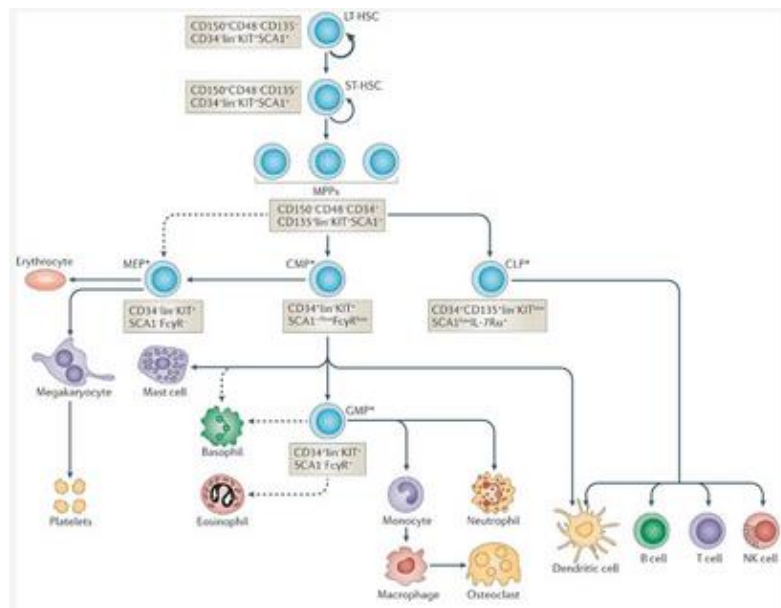 LT-HSC
CD150⁺CD48⁻CD135⁻
CD34⁻lin⁻KIT⁺SCA1⁺
ST-HSC
CD150⁺CD48⁻CD135⁻
CD34⁺lin⁻KIT⁺SCA1⁺
MPPs
CD150⁻CD48⁻CD34⁺
CD135⁺lin⁻KIT⁺SCA1⁺
Erythrocyte
MEP*
CMP*
CLP*
CD34⁻lin⁻KIT⁺
SCA1⁻FcγR⁻
CD34⁺lin⁻KIT⁺
SCA1⁻/lowFcγRlow
CD34⁺CD135⁺lin⁻KITlow
SCA1lowIL-7Rα⁺
Megakaryocyte
Mast cell
Basophil
GMP*
CD34⁺lin⁻KIT⁺
SCA1⁻FcγR⁺
Platelets
Eosinophil
Monocyte
Neutrophil
Dendritic cell
B cell
T cell
NK cell
Macrophage
Osteoclast